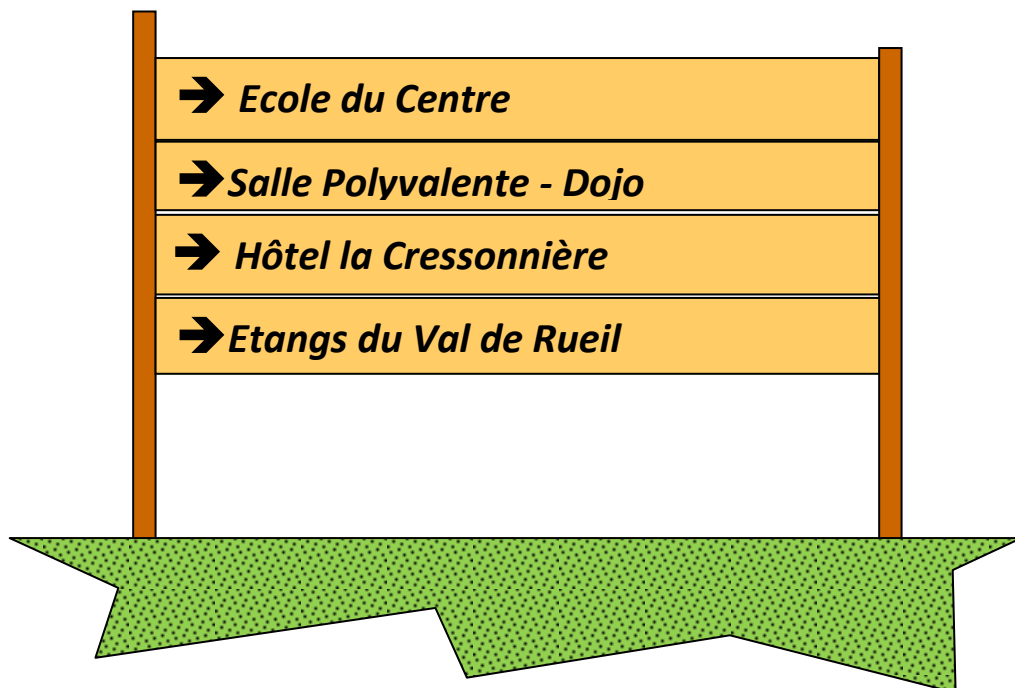 ➔ Ecole du Centre
➔ Salle Polyvalente - Dojo
➔ Hôtel la Cressonnière
➔ Etangs du Val de Rueil